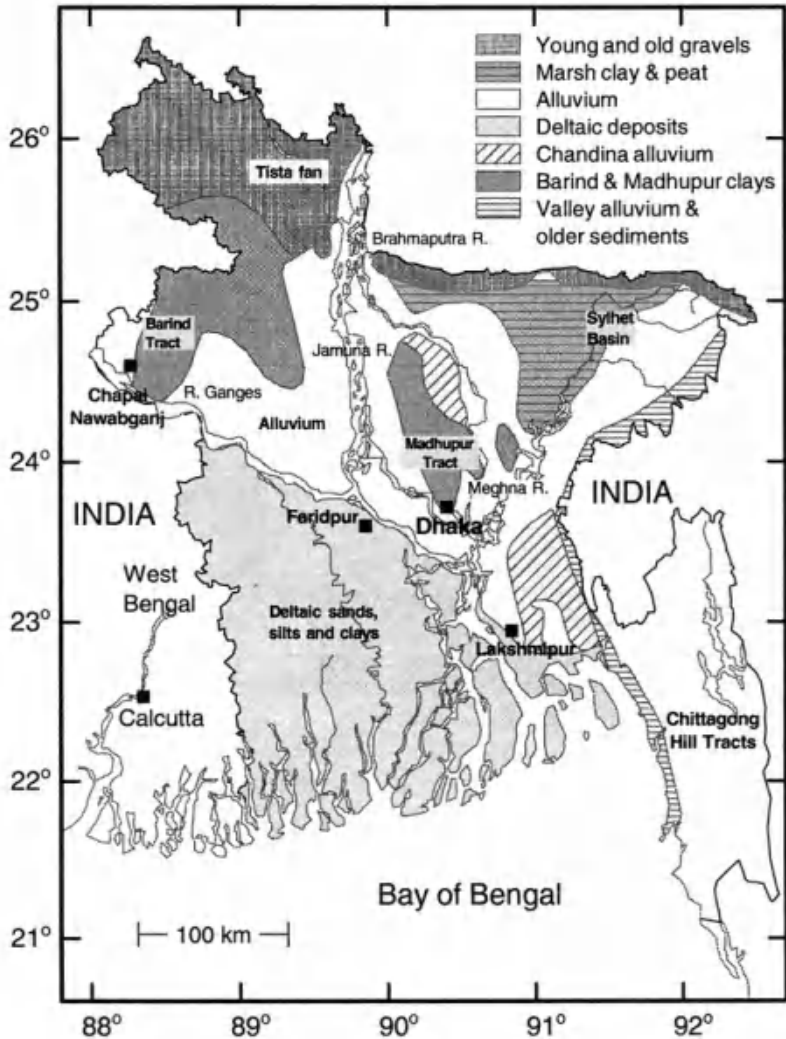 Young and old gravels
Marsh clay & peat
Alluvium
Deltaic deposits
Chandina alluvium
Barind & Madhupur clays
Valley alluvium &
older sediments
26°
Tista fan
Brahmaputra R.
25°
Barind
Tract
Sylhet
Basin
Jamuna R.
Chapai
Nawabganj
R. Ganges
Alluvium
Madhupur
Tract
24°
Meghna R.
INDIA
INDIA
Faridpur
Dhaka
West
Bengal
23°
Deltaic sands,
silts and clays
Lakshmipur
Calcutta
Chittagong
Hill Tracts
22°
Bay of Bengal
21°
100 km
88°
89°
90°
91°
92°